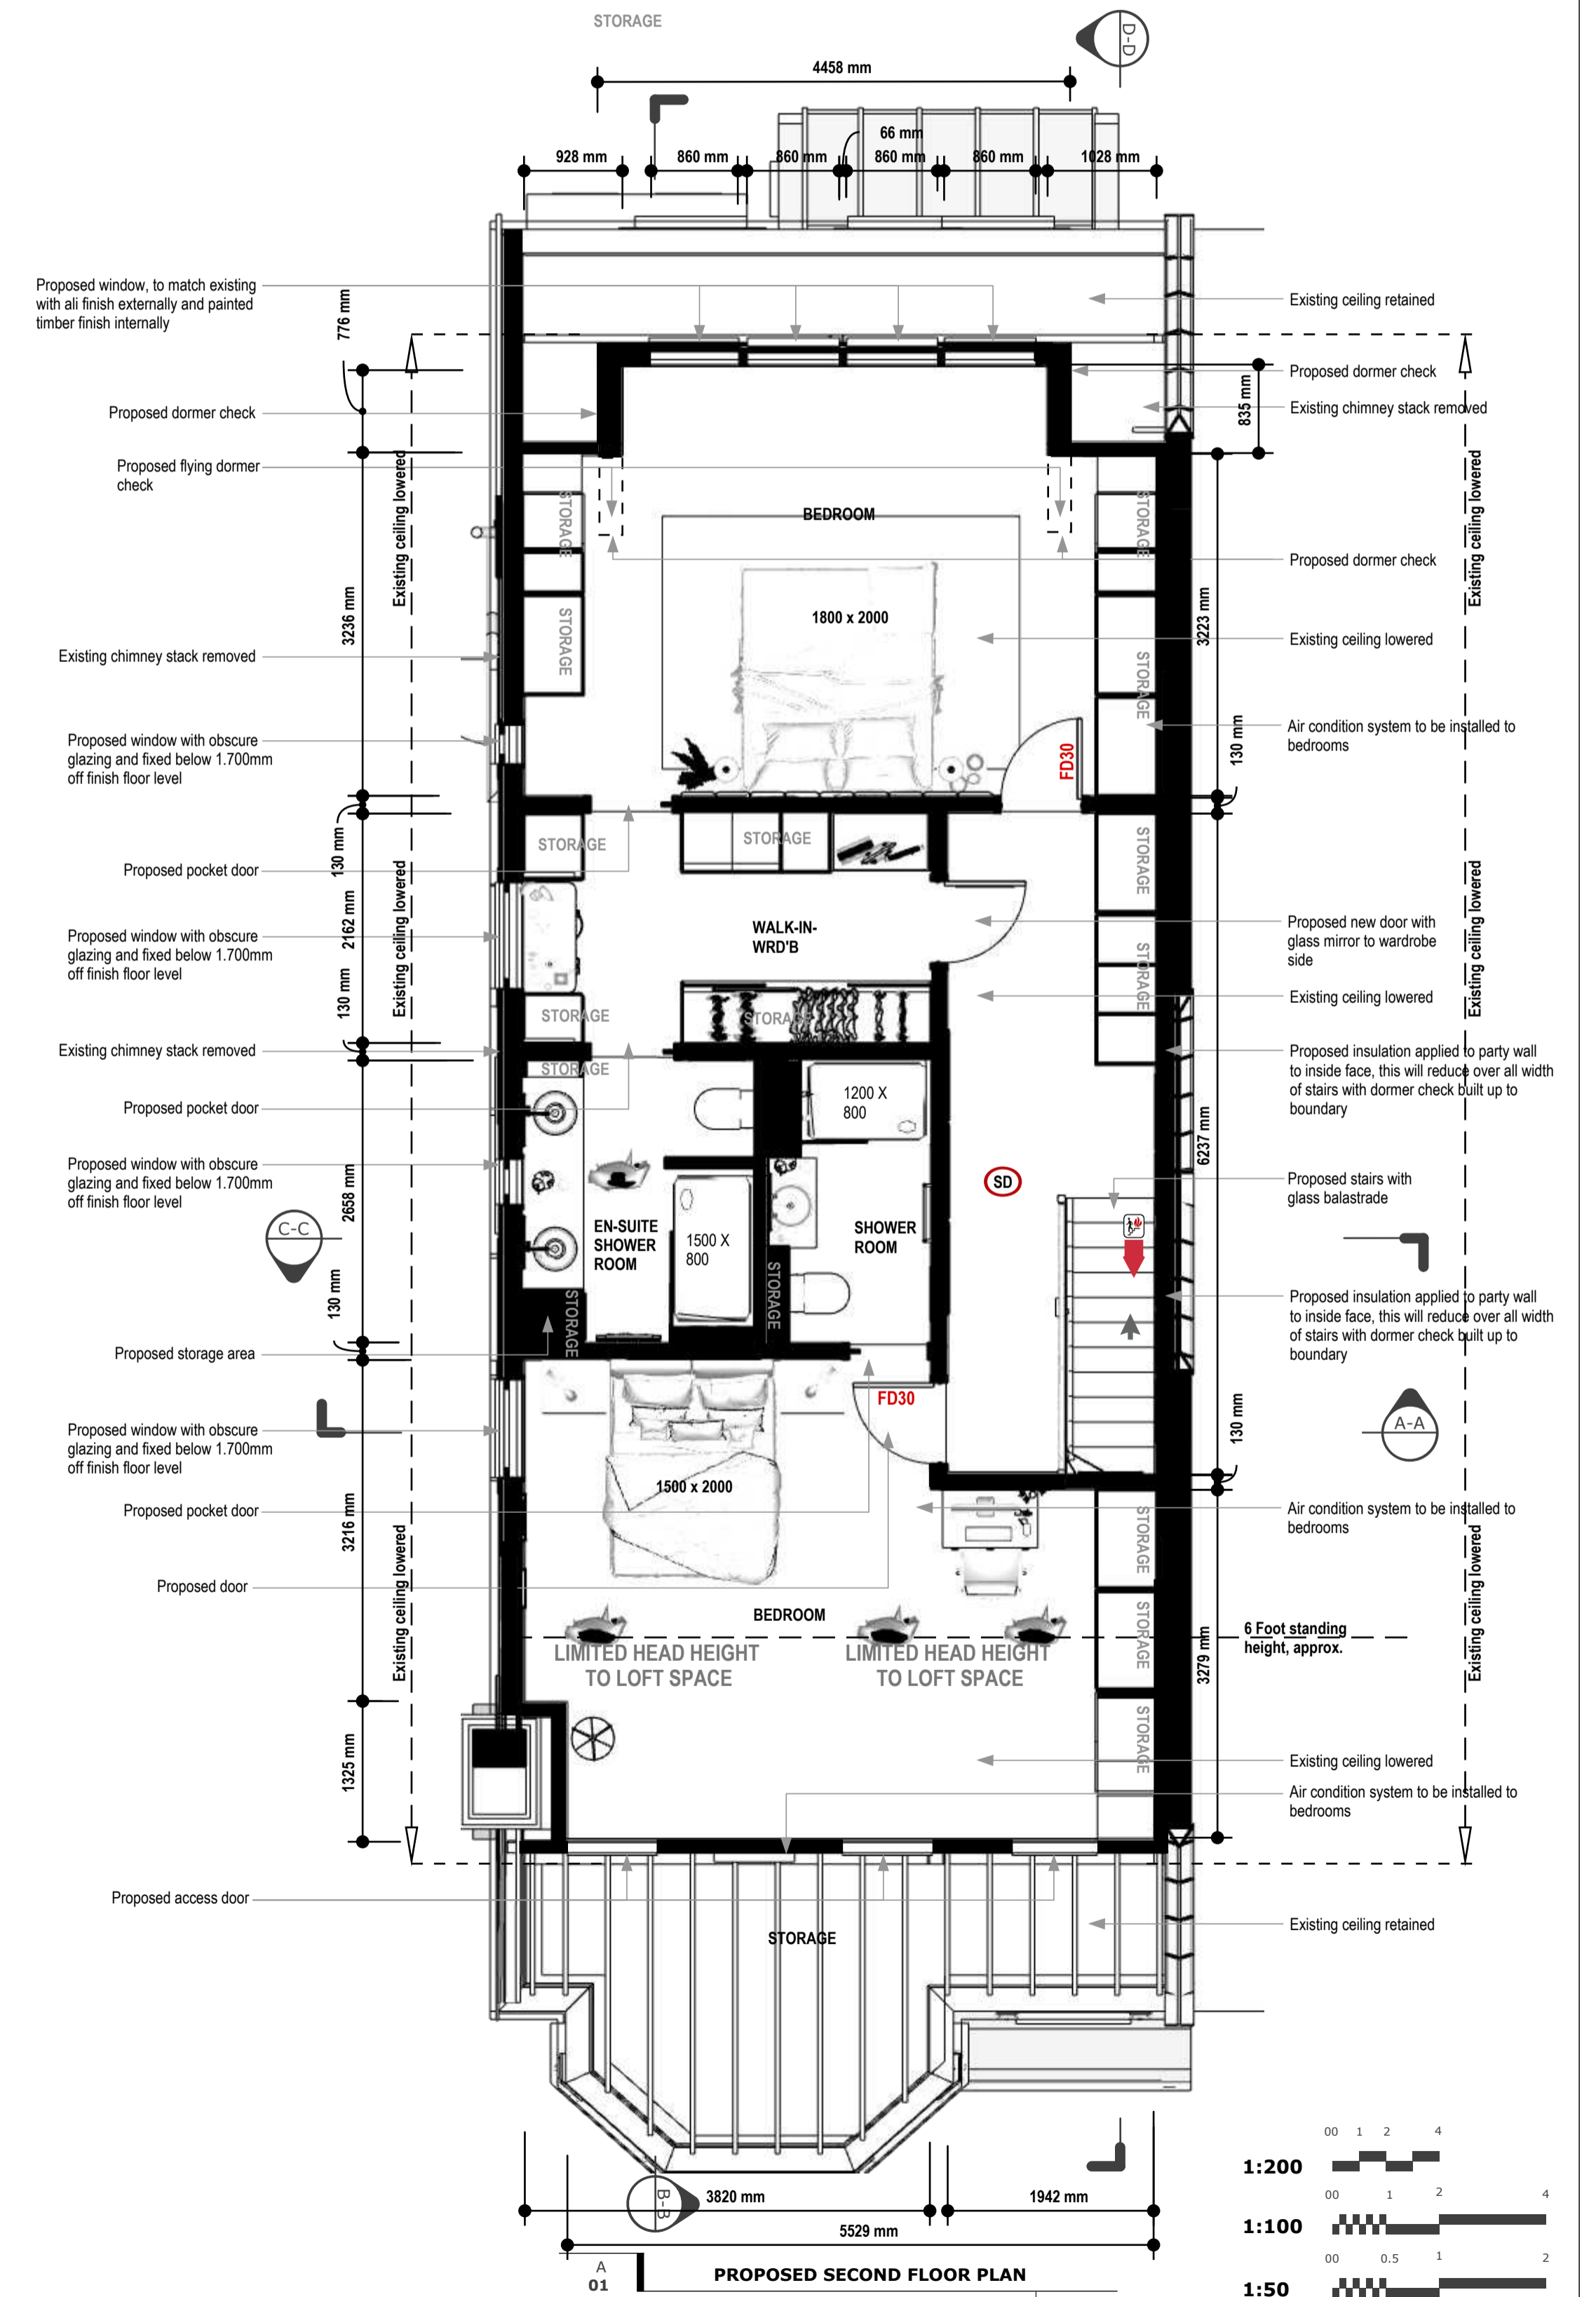 STORAGE
D-D
4458 mm
66 mm
928 mm
860 mm
860 mm
860 mm
860 mm
1028 mm
Proposed window, to match existing
with ali finish externally and painted
timber finish internally
776 mm
Existing ceiling retained
Proposed dormer check
835 mm
Existing chimney stack removed
Proposed dormer check
Proposed flying dormer
check
Existing ceiling lowered
STORAGE
BEDROOM
STORAGE
Existing ceiling lowered
Proposed dormer check
3236 mm
STORAGE
1800 x 2000
3223 mm
Existing ceiling lowered
Existing chimney stack removed
STORAGE
Proposed window with obscure
glazing and fixed below 1.700mm
off finish floor level
FD30
130 mm
Air condition system to be installed to
bedrooms
130 mm
STORAGE
STORAGE
STORAGE
Proposed pocket door
Existing ceiling lowered
Existing ceiling lowered
2162 mm
WALK-IN-
WRD'B
Proposed new door with
glass mirror to wardrobe
side
Proposed window with obscure
glazing and fixed below 1.700mm
off finish floor level
130 mm
STORAGE
Existing ceiling lowered
STORAGE
STORAGE
Existing chimney stack removed
STORAGE
Proposed insulation applied to party wall
to inside face, this will reduce over all width
of stairs with dormer check built up to
boundary
1200 X
800
Proposed pocket door
6237 mm
Proposed window with obscure
glazing and fixed below 1.700mm
off finish floor level
2658 mm
SD
Proposed stairs with
glass balastrade
C-C
EN-SUITE
SHOWER
ROOM
1500 X
800
SHOWER
ROOM
130 mm
STORAGE
STORAGE
Proposed insulation applied to party wall
to inside face, this will reduce over all width
of stairs with dormer check built up to
boundary
Proposed storage area
FD30
130 mm
A-A
Proposed window with obscure
glazing and fixed below 1.700mm
off finish floor level
1500 x 2000
Proposed pocket door
3216 mm
Air condition system to be installed to
bedrooms
STORAGE
Existing ceiling lowered
Existing ceiling lowered
Proposed door
BEDROOM
STORAGE
6 Foot standing
height, approx.
3279 mm
LIMITED HEAD HEIGHT
TO LOFT SPACE
LIMITED HEAD HEIGHT
TO LOFT SPACE
STORAGE
1325 mm
Existing ceiling lowered
Air condition system to be installed to
bedrooms
Proposed access door
STORAGE
Existing ceiling retained
00 1 2 4
1:200
B-B
3820 mm
1942 mm
00 1 2 4
1:100
5529 mm
00 0.5 1 2
1:50
A
01
PROPOSED SECOND FLOOR PLAN